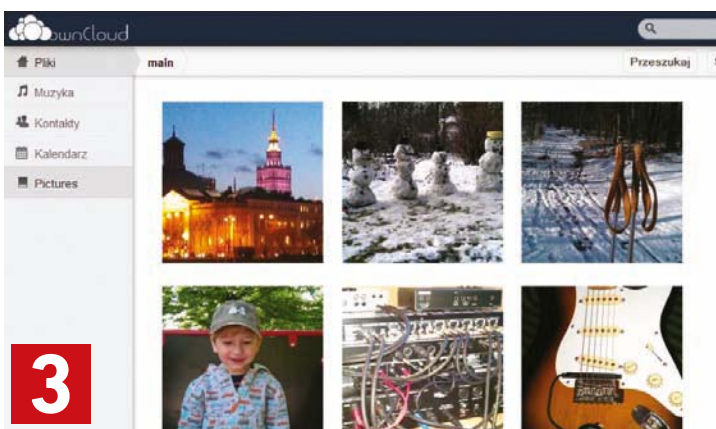 ownCloud
Pliki
main
Przeszukaj
Muzyka
Kontakty
Kalendarz
Pictures
3